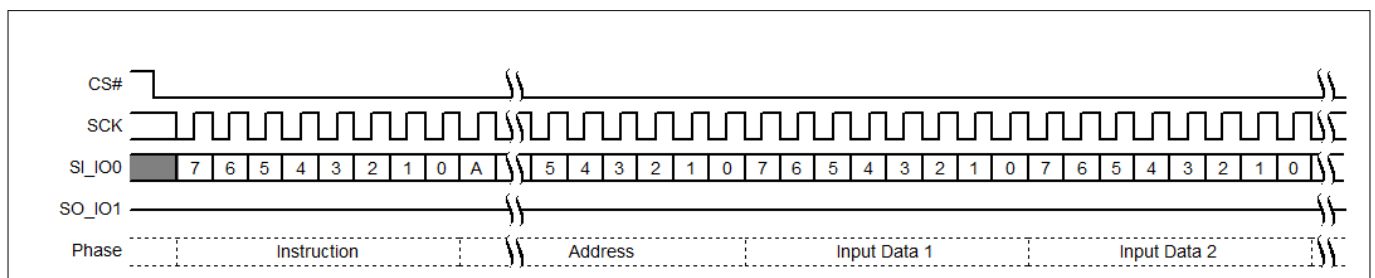 CS#
SCK
SI_IO0 7 6 5 4 3 2 1 0 A 5 4 3 2 1 0 7 6 5 4 3 2 1 0 7 6 5 4 3 2 1 0
SO_IO1
Phase Instruction Address Input Data 1 Input Data 2